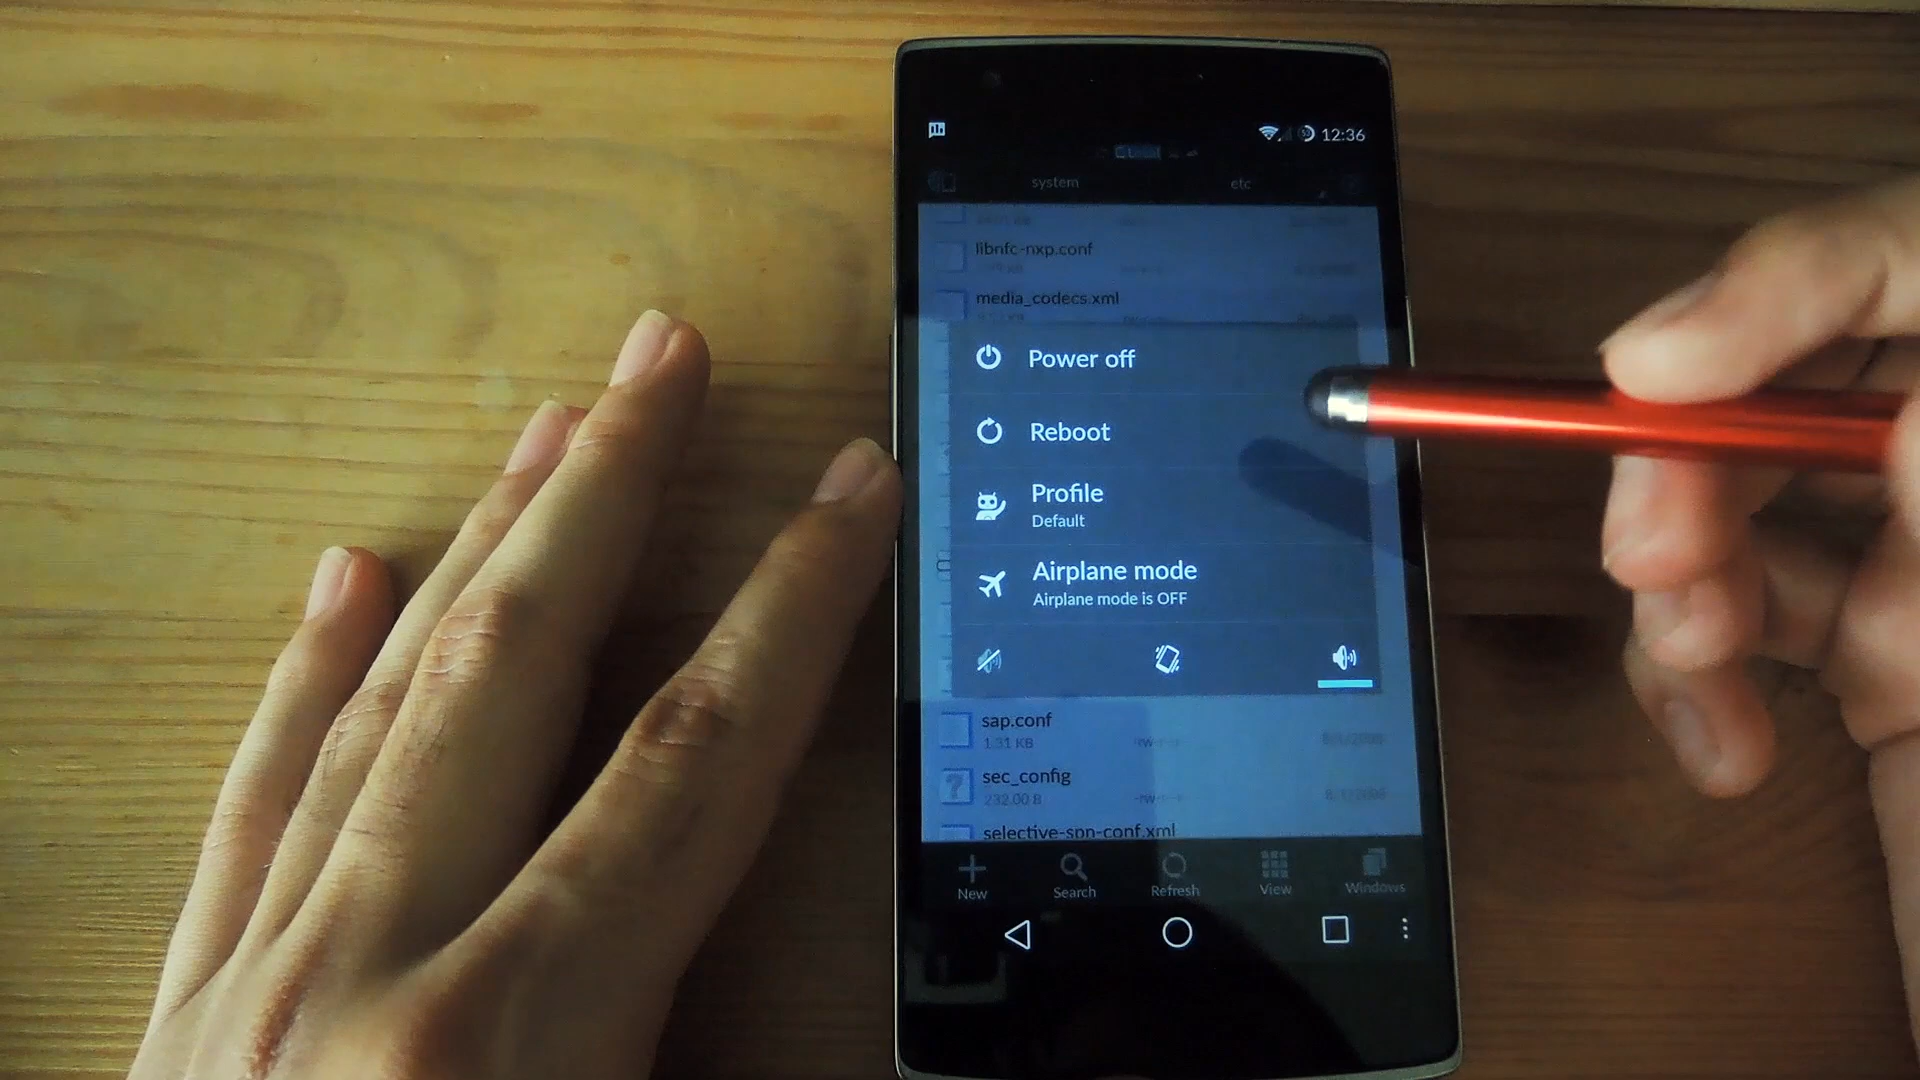 12:36
system etc
libnfc-nxp.conf
media_codecs.xml
Power off
Reboot
Profile
Default
Airplane mode
Airplane mode is OFF
sap.conf
1.31 KB
sec_config
232.00 B
selective-spn-conf.xml
New Search Refresh View Windows